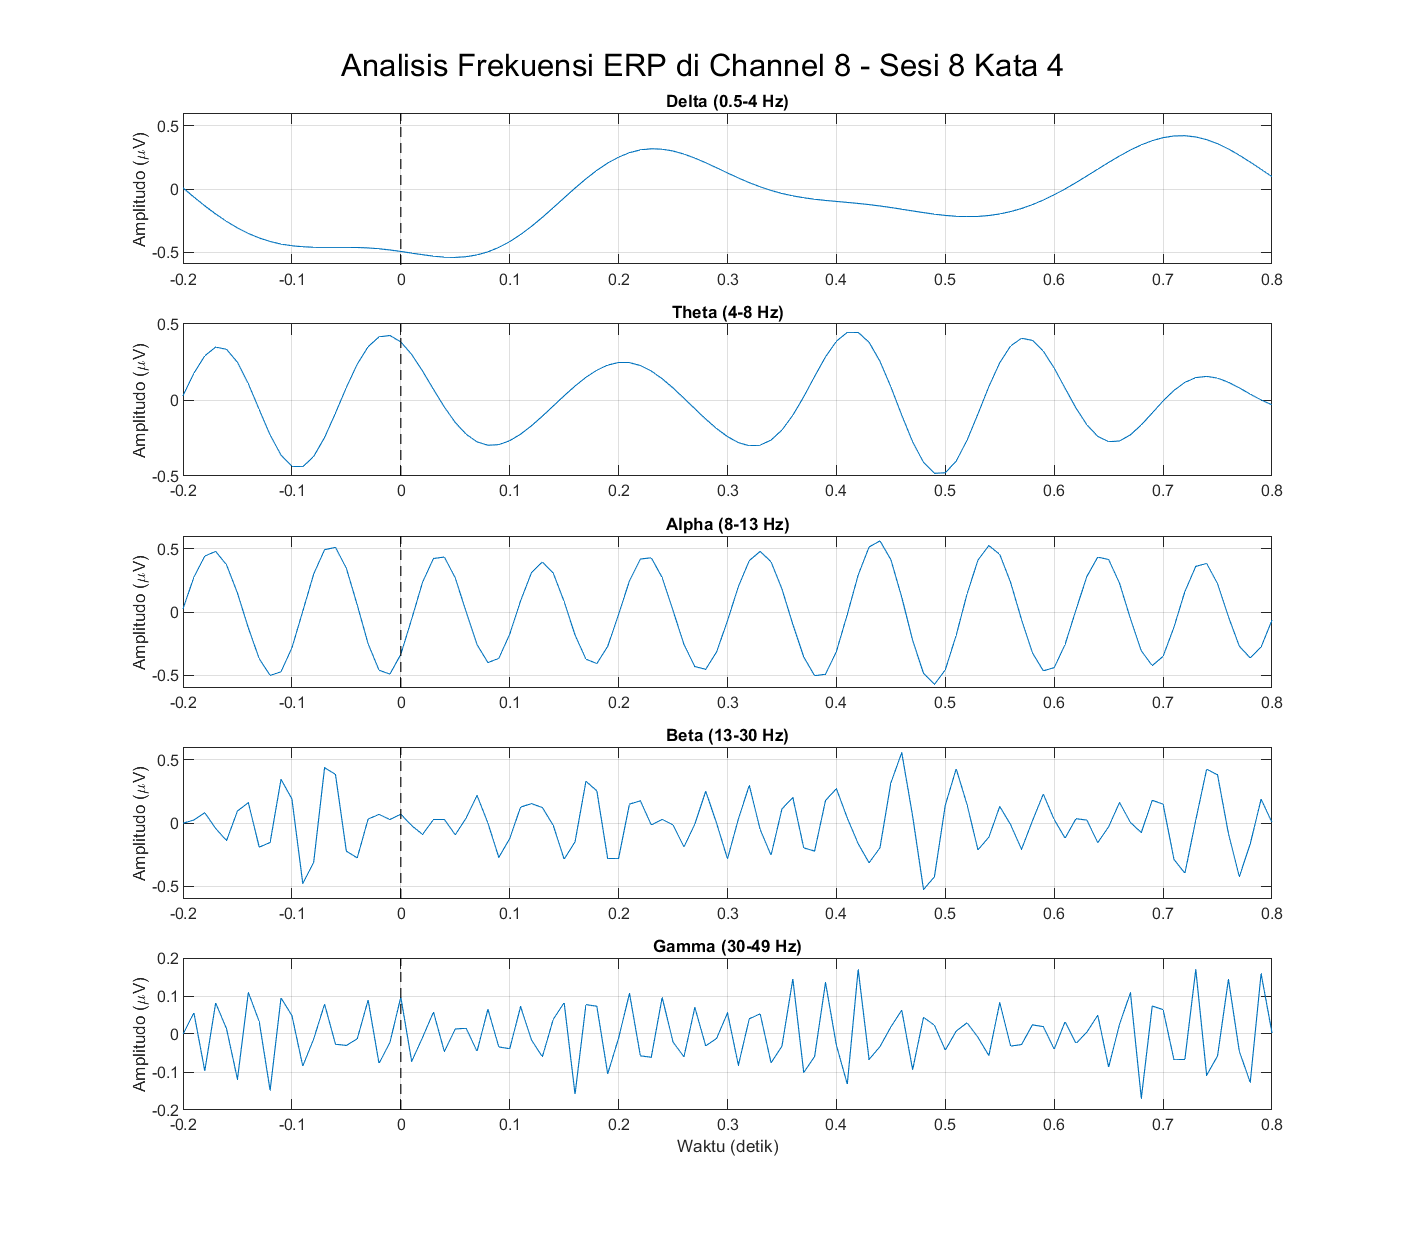 Analisis Frekuensi ERP di Channel 8 - Sesi 8 Kata 4
Delta (0.5-4 Hz)
Amplitudo (μV)
0.5
0
-0.5
-0.2 -0.1 0 0.1 0.2 0.3 0.4 0.5 0.6 0.7 0.8
Theta (4-8 Hz)
Amplitudo (μV)
0.5
0
-0.5
-0.2 -0.1 0 0.1 0.2 0.3 0.4 0.5 0.6 0.7 0.8
Alpha (8-13 Hz)
Amplitudo (μV)
0.5
0
-0.5
-0.2 -0.1 0 0.1 0.2 0.3 0.4 0.5 0.6 0.7 0.8
Beta (13-30 Hz)
Amplitudo (μV)
0.5
0
-0.5
-0.2 -0.1 0 0.1 0.2 0.3 0.4 0.5 0.6 0.7 0.8
Gamma (30-49 Hz)
Amplitudo (μV)
0.2
0.1
0
-0.1
-0.2
-0.2 -0.1 0 0.1 0.2 0.3 0.4 0.5 0.6 0.7 0.8
Waktu (detik)